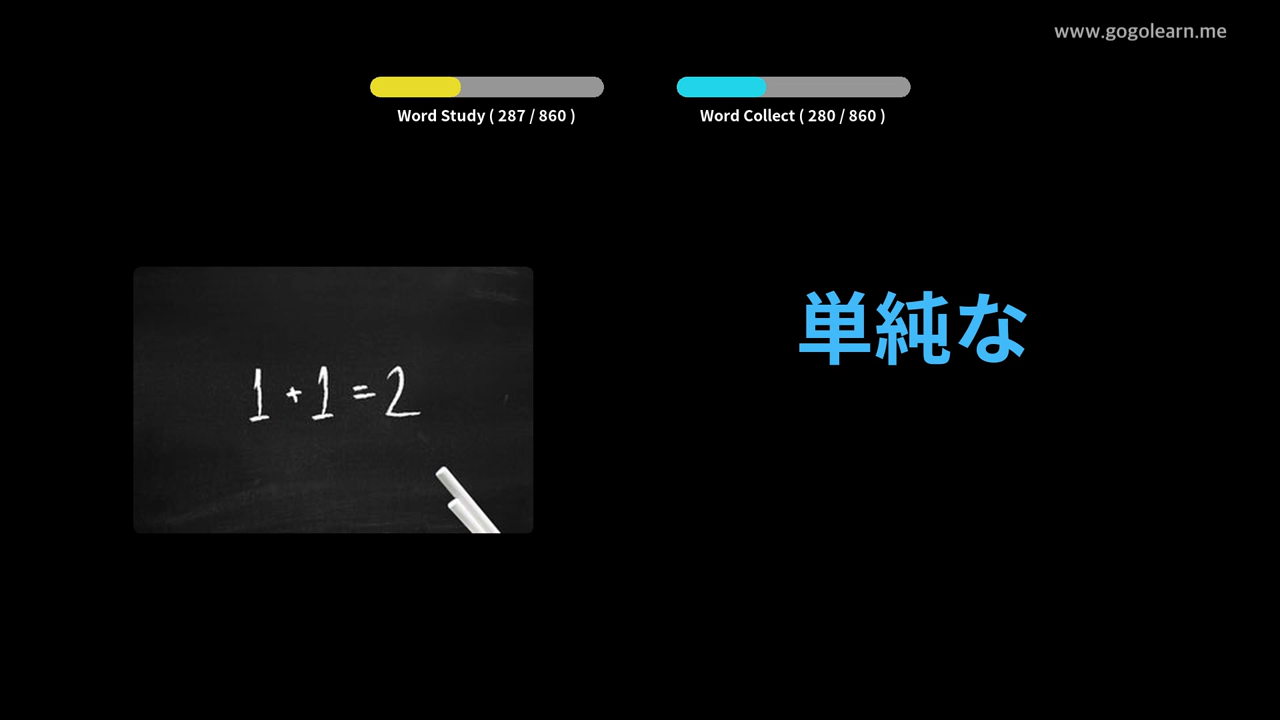 www.gogolearn.me
Word Study ( 287 / 860 )
Word Collect ( 280 / 860 )
単純な
1 + 1 = 2